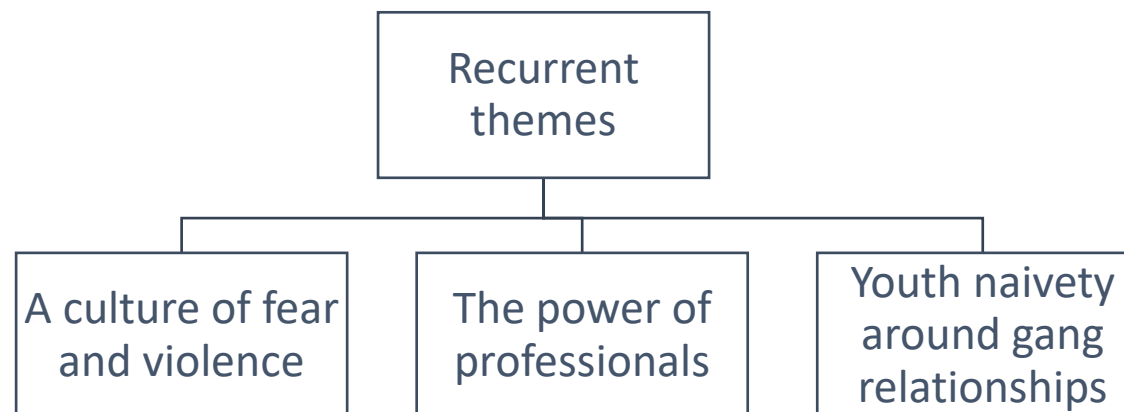 Recurrent
themes
A culture of fear
and violence
The power of
professionals
Youth naivety
around gang
relationships